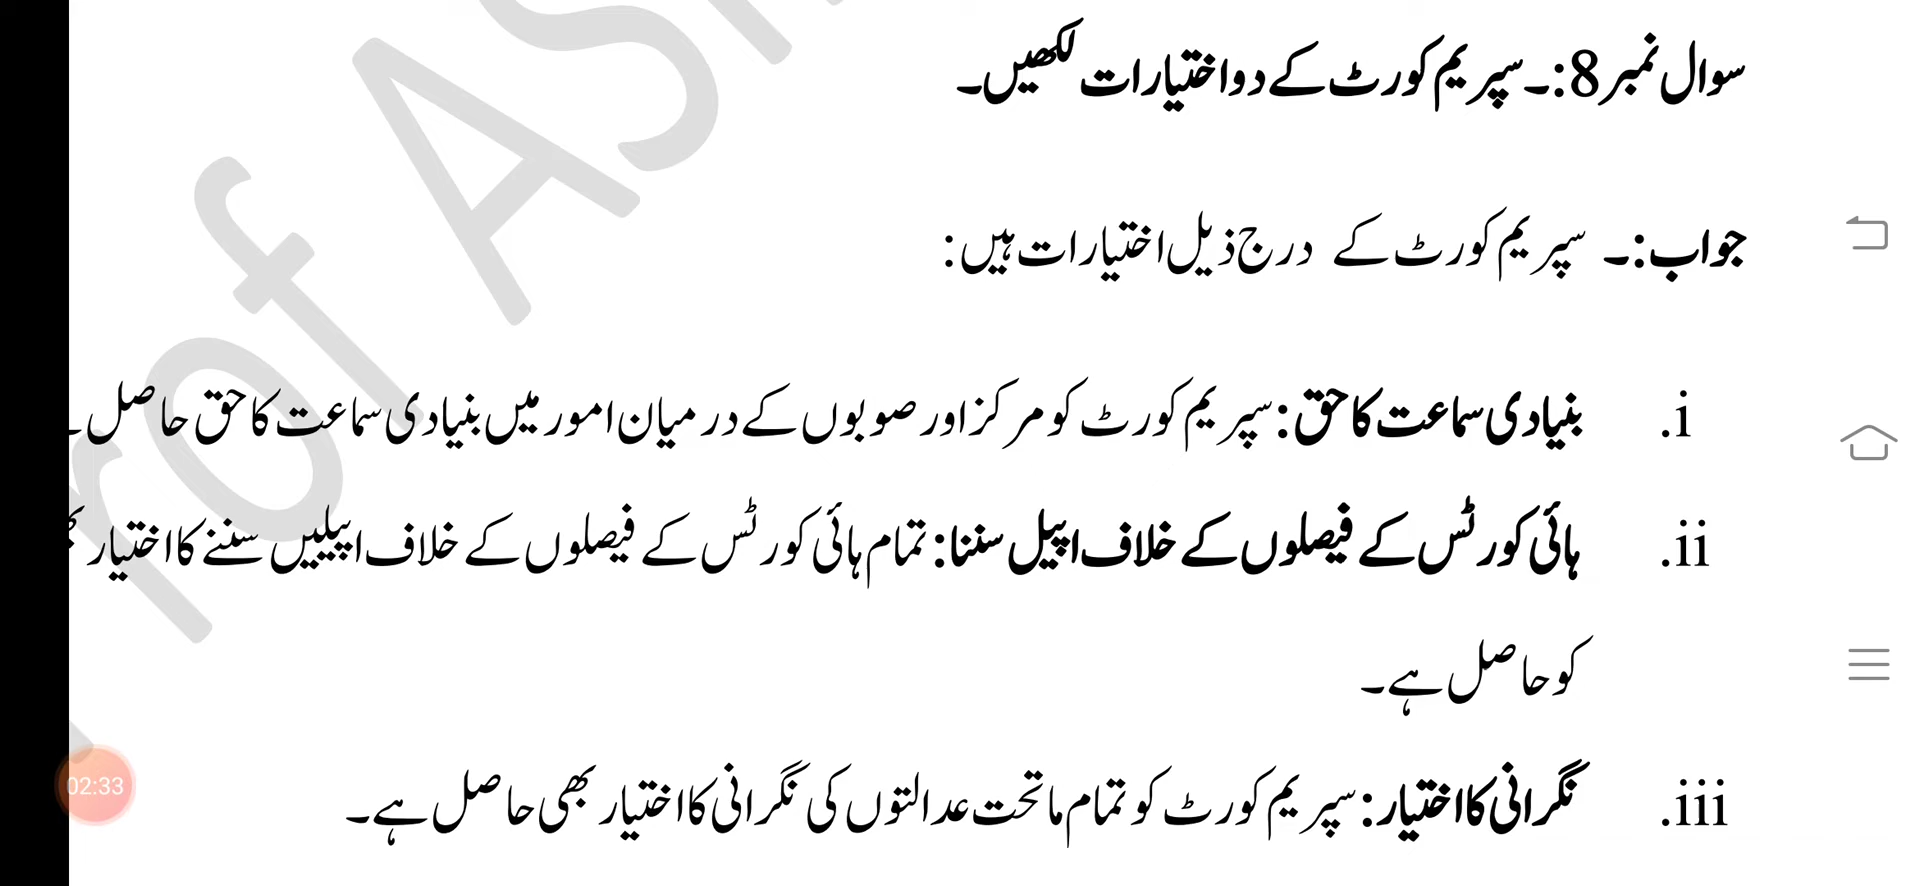 سوال نمبر 8:۔ سپریم کورٹ کے دو اختیارات لکھیں۔
جواب:۔ سپریم کورٹ کے درج ذیل اختیارات ہیں:
i. بنیادی سماعت کا حق: سپریم کورٹ کو مرکز اور صوبوں کے درمیان امور میں بنیادی سماعت کا حق حاصل
ii. ہائی کورٹس کے فیصلوں کے خلاف اپیل سننا: تمام ہائی کورٹس کے فیصلوں کے خلاف اپیلیں سننے کا اختیار
کو حاصل ہے۔
iii. نگرانی کا اختیار: سپریم کورٹ کو تمام ماتحت عدالتوں کی نگرانی کا اختیار بھی حاصل ہے۔
rof
02:33